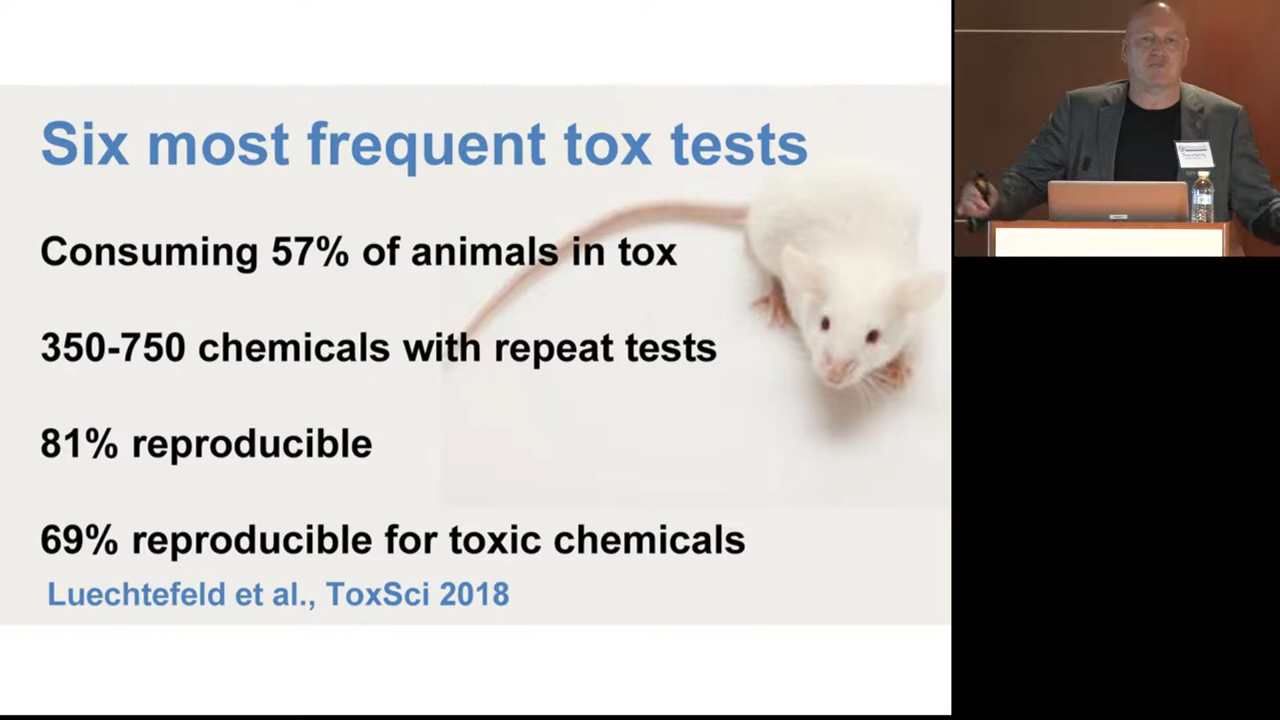 Six most frequent tox tests
Consuming 57% of animals in tox
350-750 chemicals with repeat tests
81% reproducible
69% reproducible for toxic chemicals
Luechtefeld et al., ToxSci 2018